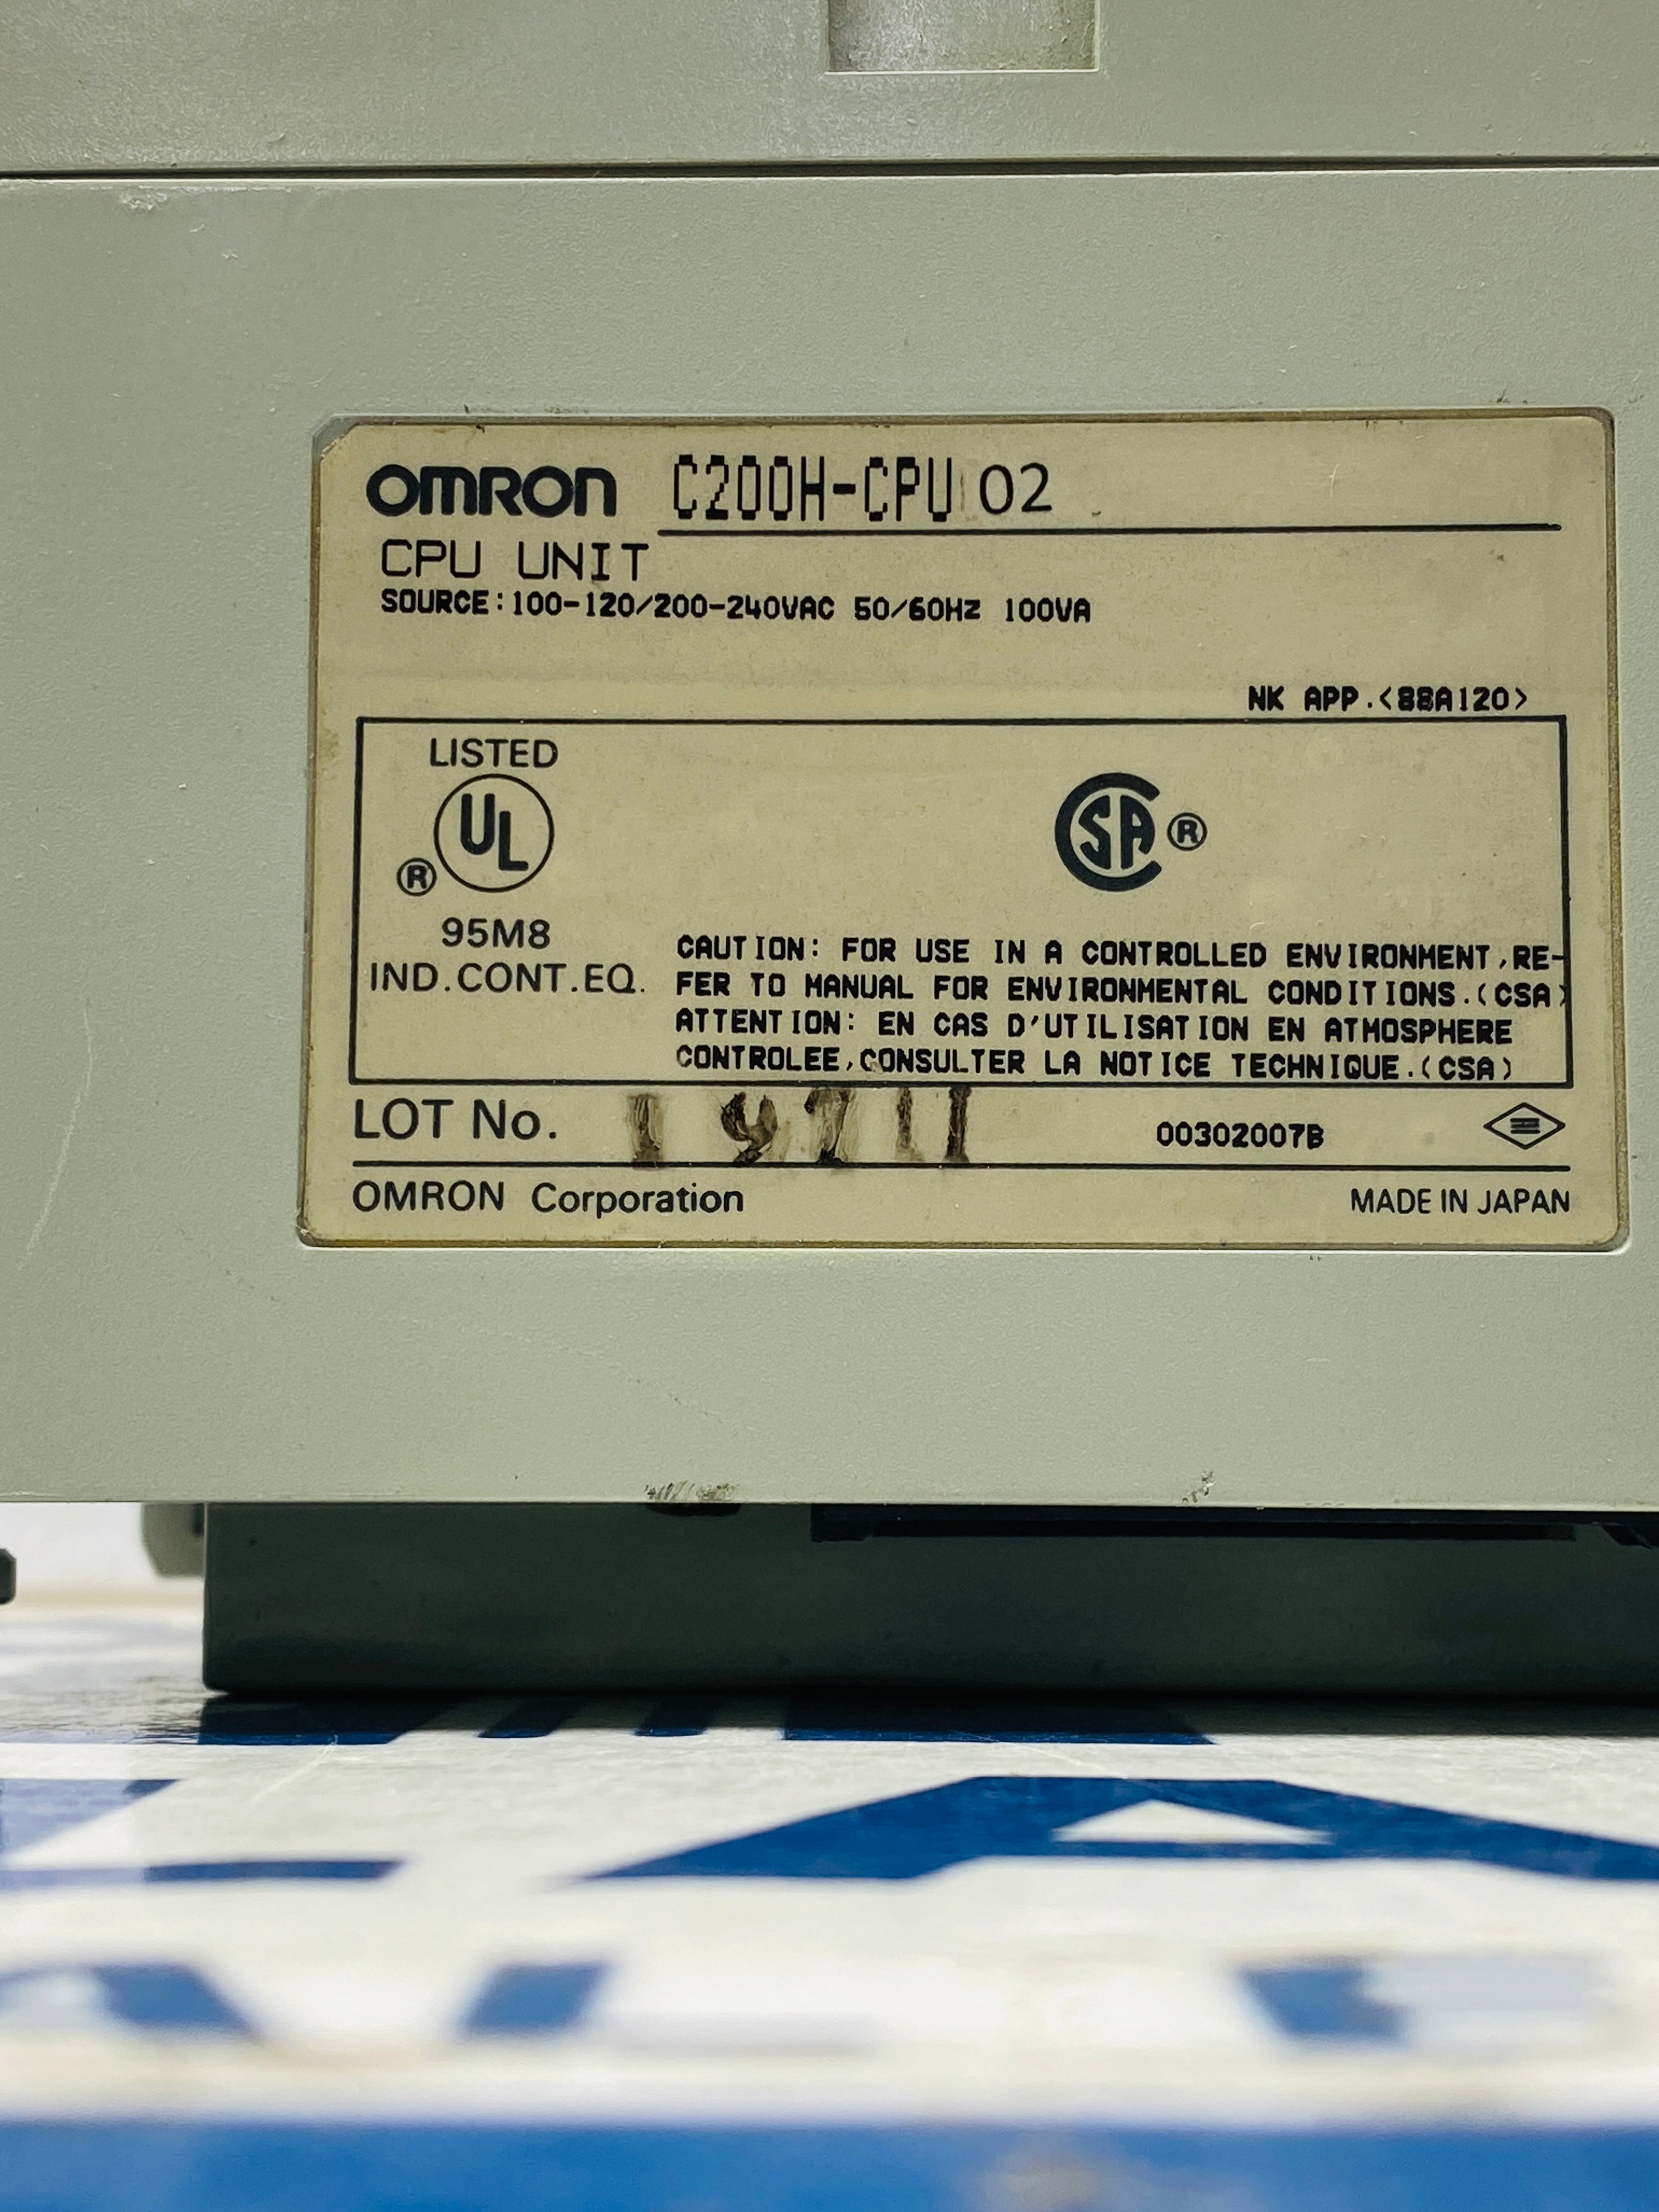 OMRON C200H-CPU 02
CPU UNIT
SOURCE:100-120/200-240VAC 50/60HZ 100VA
NK APP.<88A120>
LISTED
UL
®
SA ®
95M8
IND.CONT.EQ.
CAUTION: FOR USE IN A CONTROLLED ENVIRONMENT,RE-
FER TO MANUAL FOR ENVIRONMENTAL CONDITIONS.(CSA)
ATTENTION: EN CAS D'UTILISATION EN ATMOSPHERE
CONTROLEE,CONSULTER LA NOTICE TECHNIQUE.(CSA)
LOT No. 00302007B
OMRON Corporation MADE IN JAPAN